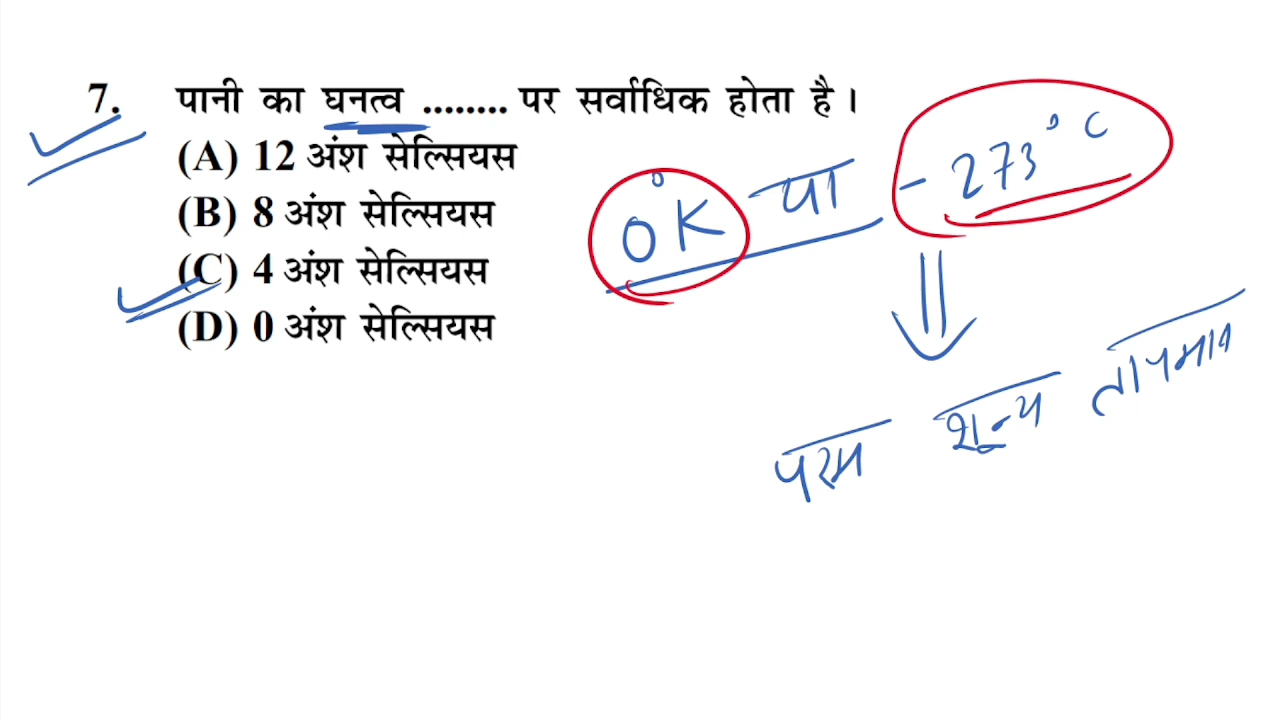 7. पानी का घनत्व ........ पर सर्वाधिक होता है।
(A) 12 अंश सेल्सियस
(B) 8 अंश सेल्सियस
(C) 4 अंश सेल्सियस
(D) 0 अंश सेल्सियस
0°K या -273°C
परम शून्य तापमान